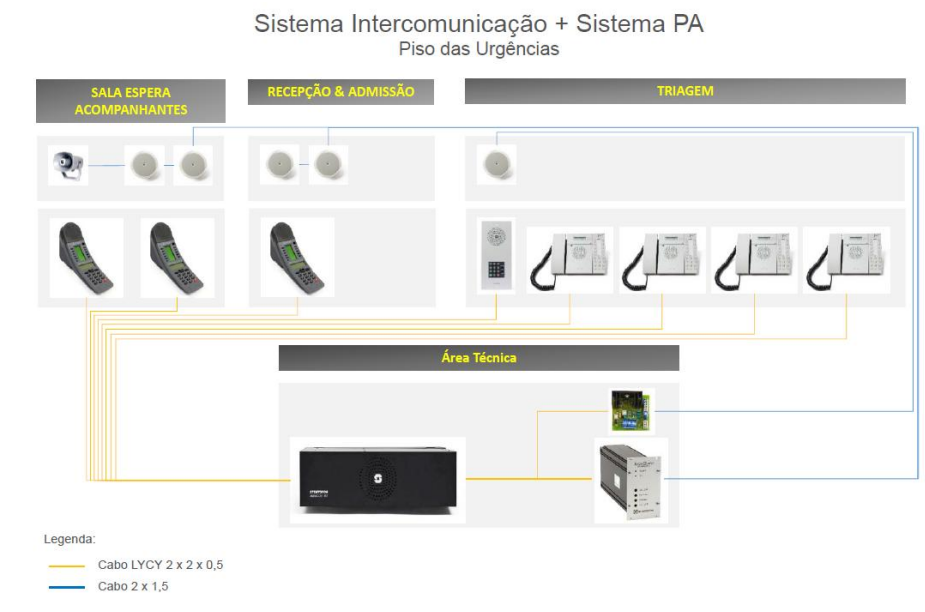 Sistema Intercomunicação + Sistema PA
Piso das Urgências
SALA ESPERA
ACOMPANHANTES
RECEPÇÃO & ADMISSÃO
TRIAGEM
Área Técnica
Legenda:
Cabo LYCY 2 x 2 x 0,5
Cabo 2 x 1,5